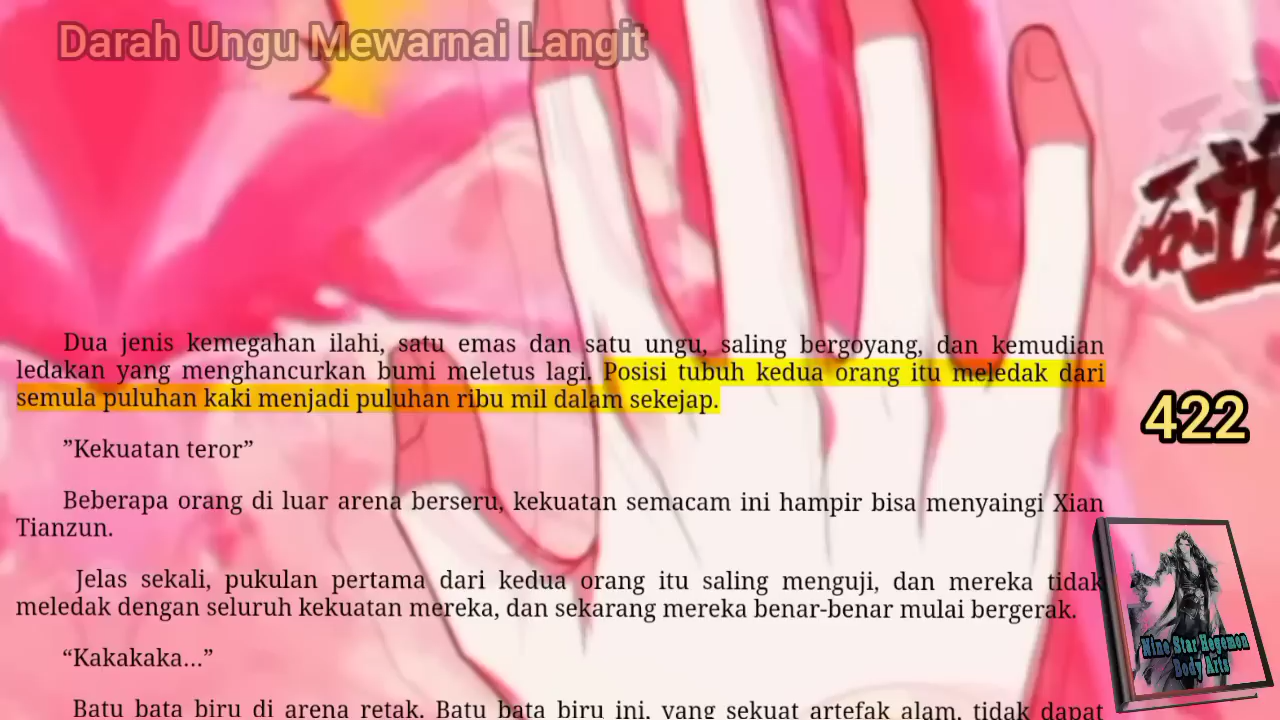 Darah Ungu Mewarnai Langit
Dua jenis kemegahan ilahi, satu emas dan satu ungu, saling bergoyang, dan kemudian
ledakan yang menghancurkan bumi meletus lagi. Posisi tubuh kedua orang itu meledak dari
semula puluhan kaki menjadi puluhan ribu mil dalam sekejap.
”Kekuatan teror”
422
Beberapa orang di luar arena berseru, kekuatan semacam ini hampir bisa menyaingi Xian
Tianzun.
Jelas sekali, pukulan pertama dari kedua orang itu saling menguji, dan mereka tidak
meledak dengan seluruh kekuatan mereka, dan sekarang mereka benar-benar mulai bergerak.
“Kakakaka...”
Nine Star Hegemon
Body Arts
Batu bata biru di arena retak. Batu bata biru ini, yang sekuat artefak alam, tidak dapat